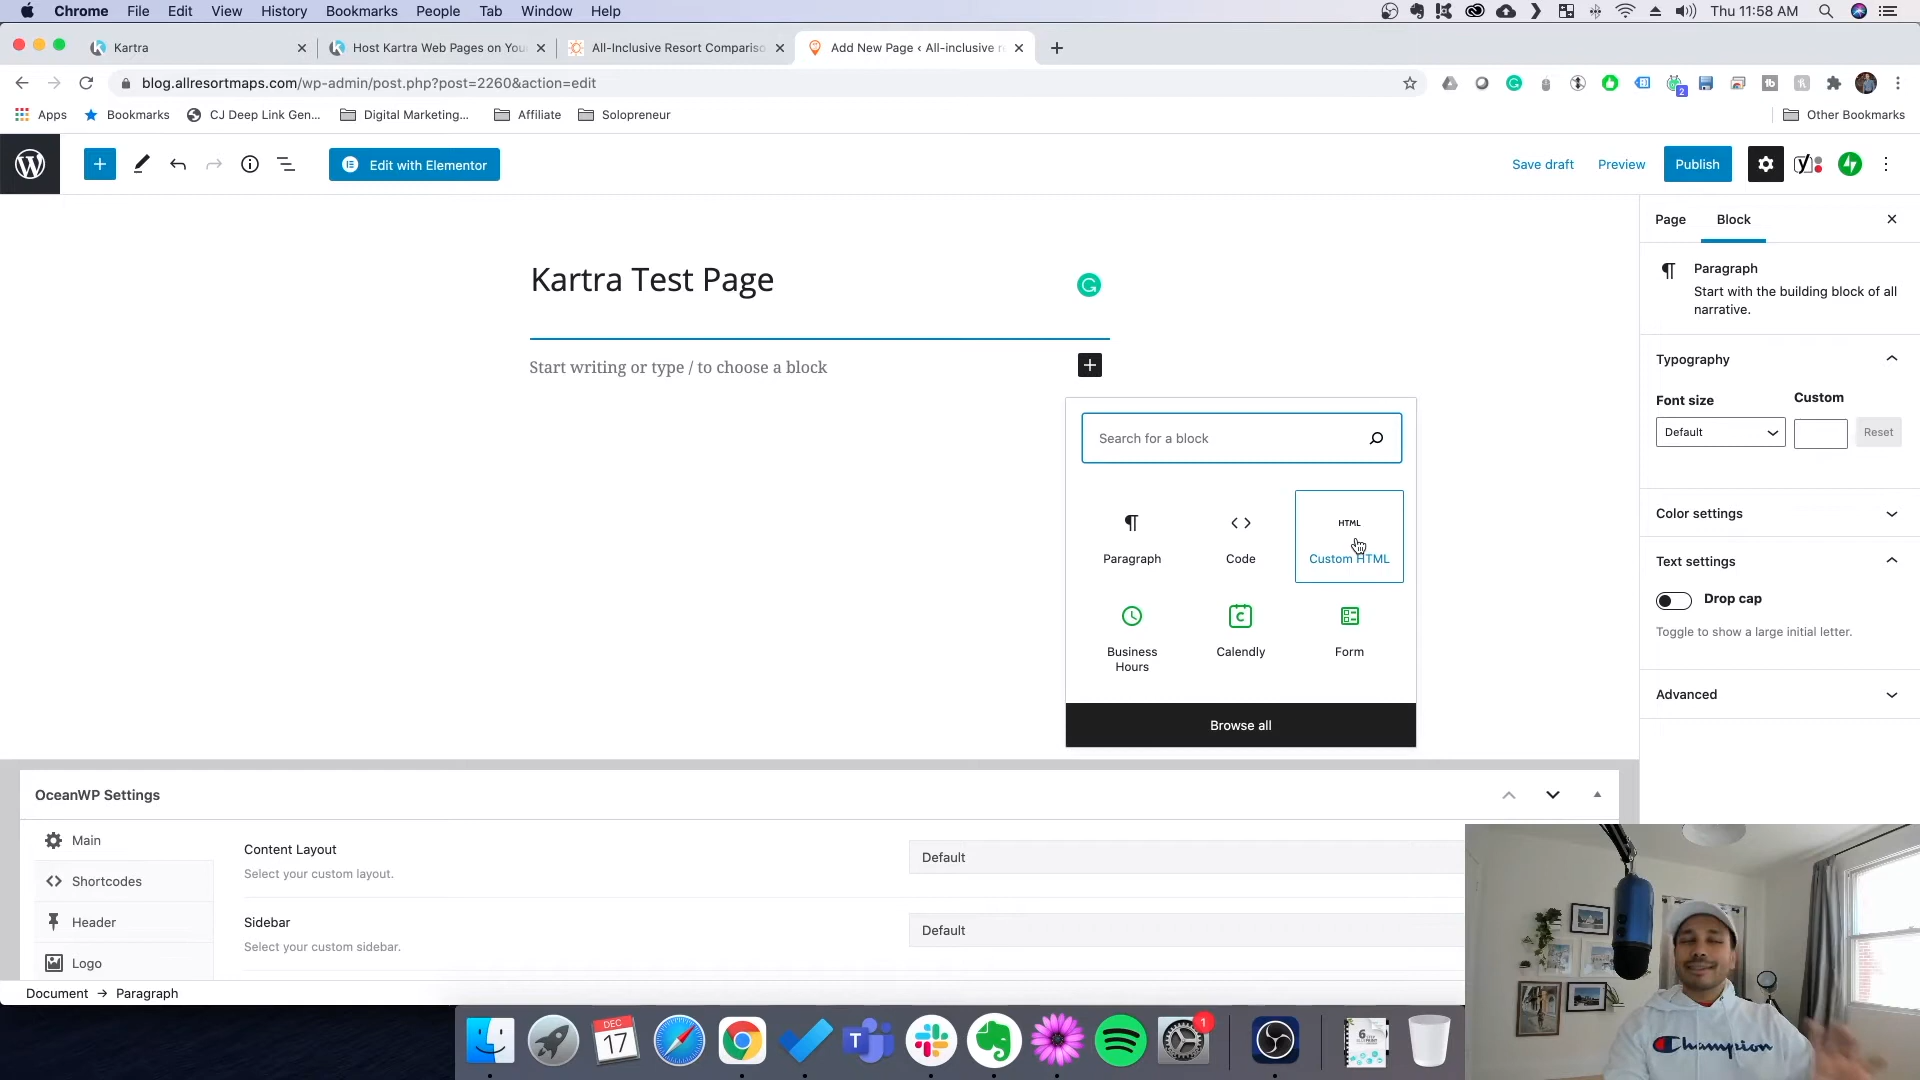 Chrome File Edit View History Bookmarks People Tab Window Help
Thu 11:58 AM
Kartra
Host Kartra Web Pages on You
All-Inclusive Resort Compariso
Add New Page ‹ All-inclusive re
blog.allresortmaps.com/wp-admin/post.php?post=2260&action=edit
2
Apps Bookmarks CJ Deep Link Gen... Digital Marketing... Affiliate Solopreneur Other Bookmarks
Edit with Elementor
Save draft Preview Publish
Page Block
Kartra Test Page
Paragraph
Start with the building block of all
narrative.
Start writing or type / to choose a block
Typography
Font size Custom
Default Reset
Search for a block
Paragraph Code HTML Custom HTML
Business
Hours
Calendly Form
Browse all
Color settings
Text settings
Drop cap
Toggle to show a large initial letter.
Advanced
OceanWP Settings
Main
Shortcodes
Header
Logo
Content Layout
Select your custom layout.
Default
Sidebar
Select your custom sidebar.
Default
Document → Paragraph
DEC
17
1
Champion